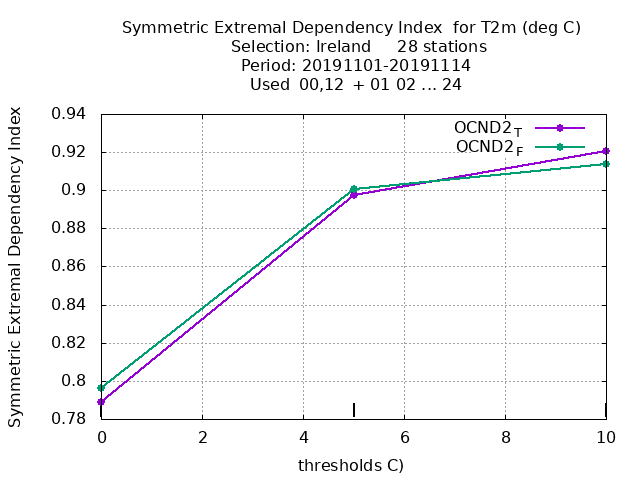 Symmetric Extremal Dependency Index  for T2m (deg C)
Selection: Ireland     28 stations
Period: 20191101-20191114
Used  00,12  + 01 02 ... 24
Symmetric Extremal Dependency Index
0.94
0.92
0.9
0.88
0.86
0.84
0.82
0.8
0.78
OCND2T
OCND2F
0 2 4 6 8 10
thresholds C)